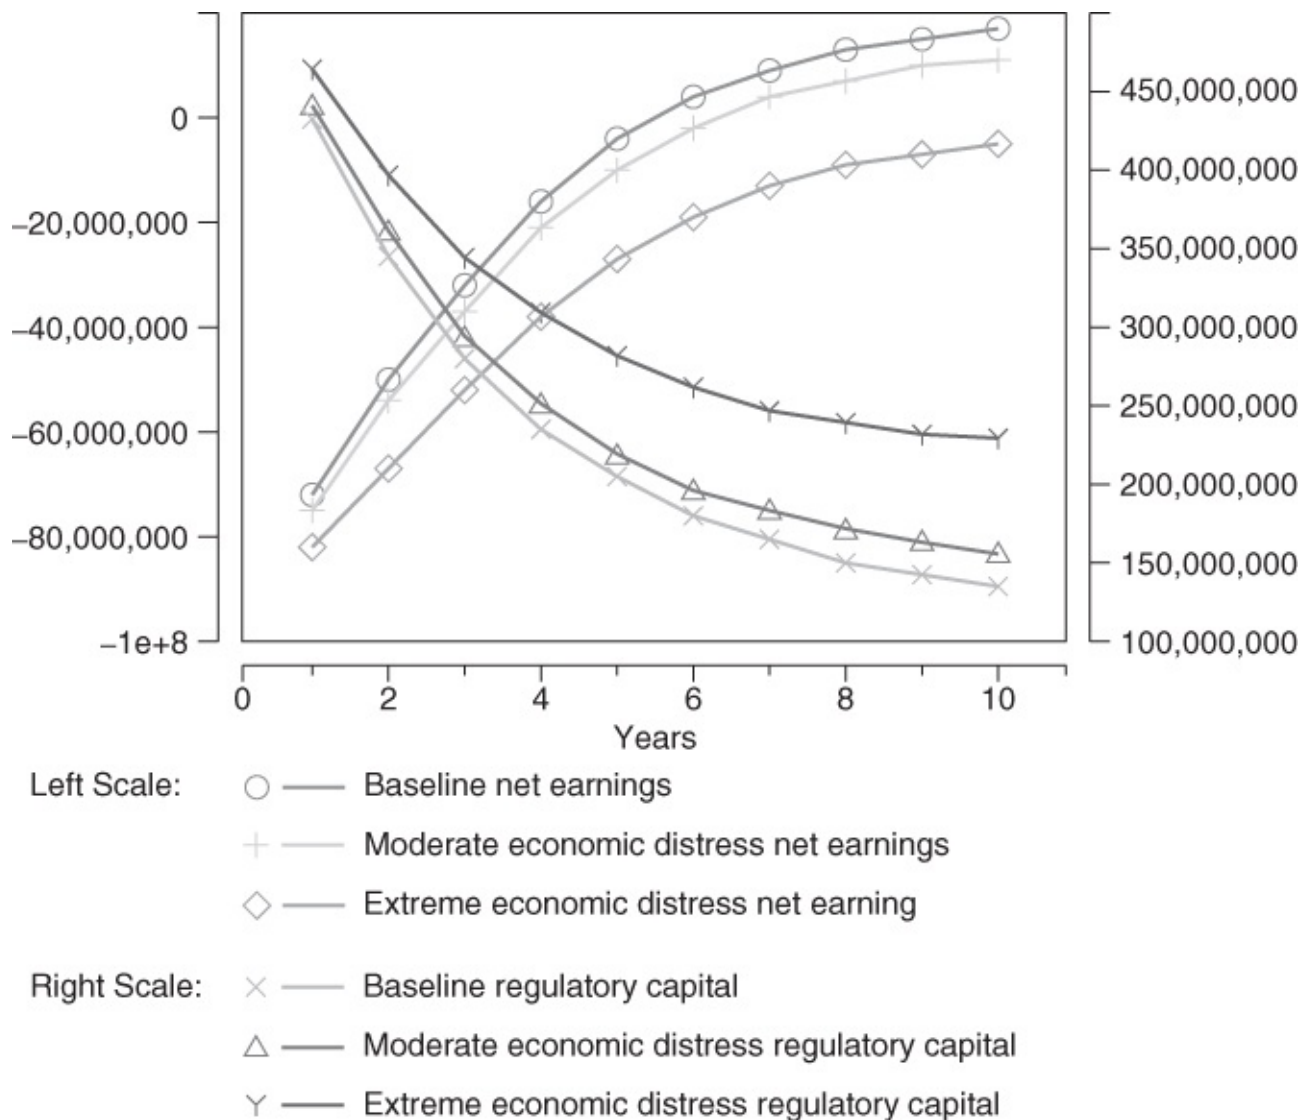 0
−20,000,000
−40,000,000
−60,000,000
−80,000,000
−1e+8
450,000,000
400,000,000
350,000,000
300,000,000
250,000,000
200,000,000
150,000,000
100,000,000
0 2 4 6 8 10
Years
Left Scale: Baseline net earnings
Moderate economic distress net earnings
Extreme economic distress net earning
Right Scale: Baseline regulatory capital
Moderate economic distress regulatory capital
Extreme economic distress regulatory capital